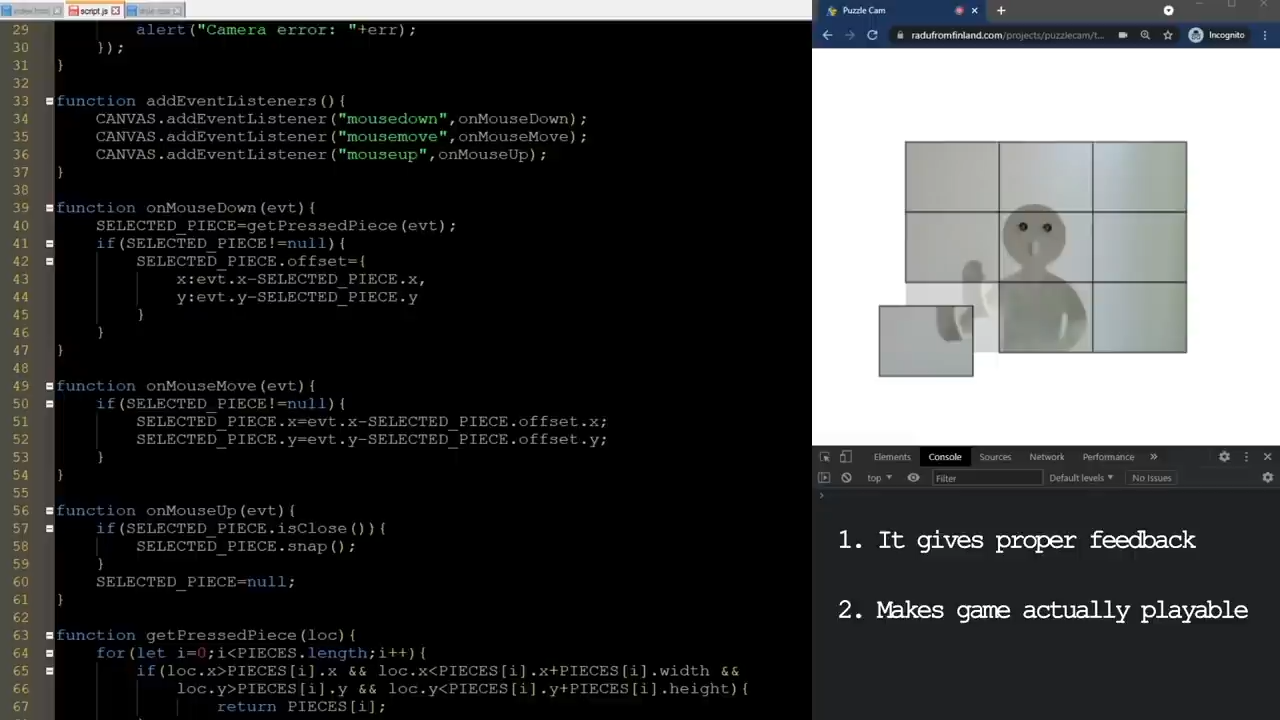 script.js
29 alert("Camera error: "+err);
30 });
31 }
32
33 function addEventListeners(){
34 CANVAS.addEventListener("mousedown",onMouseDown);
35 CANVAS.addEventListener("mousemove",onMouseMove);
36 CANVAS.addEventListener("mouseup",onMouseUp);
37 }
38
39 function onMouseDown(evt){
40 SELECTED_PIECE=getPressedPiece(evt);
41 if(SELECTED_PIECE!=null){
42 SELECTED_PIECE.offset={
43 x:evt.x-SELECTED_PIECE.x,
44 y:evt.y-SELECTED_PIECE.y
45 }
46 }
47 }
48
49 function onMouseMove(evt){
50 if(SELECTED_PIECE!=null){
51 SELECTED_PIECE.x=evt.x-SELECTED_PIECE.offset.x;
52 SELECTED_PIECE.y=evt.y-SELECTED_PIECE.offset.y;
53 }
54 }
55
56 function onMouseUp(evt){
57 if(SELECTED_PIECE.isClose()){
58 SELECTED_PIECE.snap();
59 }
60 SELECTED_PIECE=null;
61 }
62
63 function getPressedPiece(loc){
64 for(let i=0;i<PIECES.length;i++){
65 if(loc.x>PIECES[i].x && loc.x<PIECES[i].x+PIECES[i].width &&
66 loc.y>PIECES[i].y && loc.y<PIECES[i].y+PIECES[i].height){
67 return PIECES[i];
Puzzle Cam
radufromfinland.com/projects/puzzlecam/t...
Incognito
Elements Console Sources Network Performance
top Filter Default levels No Issues
1. It gives proper feedback
2. Makes game actually playable